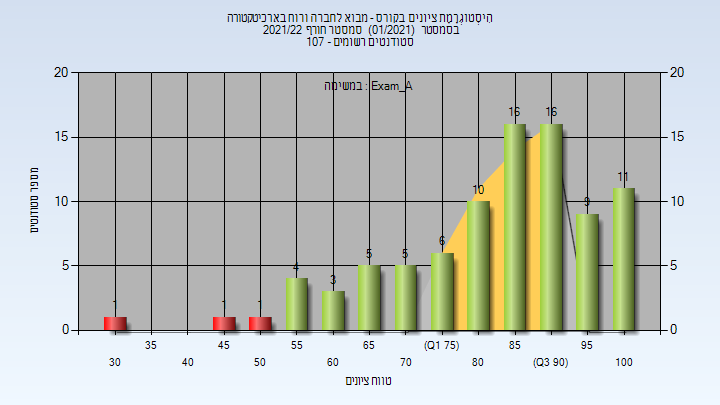 הִיסְטוֹגְרָמַת ציונים בקורס - מבוא לחברה ורוח בארכיטקטורה
בסמסטר (01/2021) סמסטר חורף 2021/22
סטודנטים רשומים - 107
במשימה : Exam_A
מספר סטודנטים
20 20
15 15
10 10
5 5
0 0
1 1 1 4 3 5 5 6 10 16 16 9 11
35 45 55 65 (Q1 75) 85 95
30 40 50 60 70 80 (Q3 90) 100
טווח ציונים